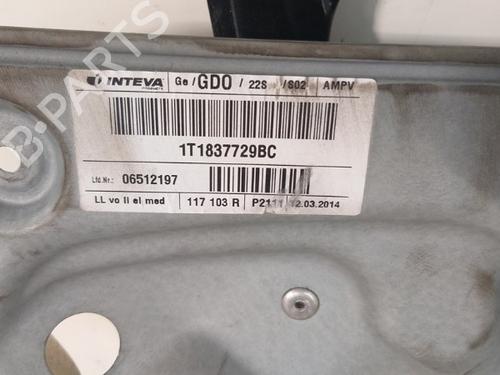 INTEVA
PRODUCTS
Ge / GDO / 22S /S02 AMPV
1T1837729BC
Lfd.Nr.: 06512197
LL vo li el med 117 103 R P2111 12.03.2014
B-PARTS